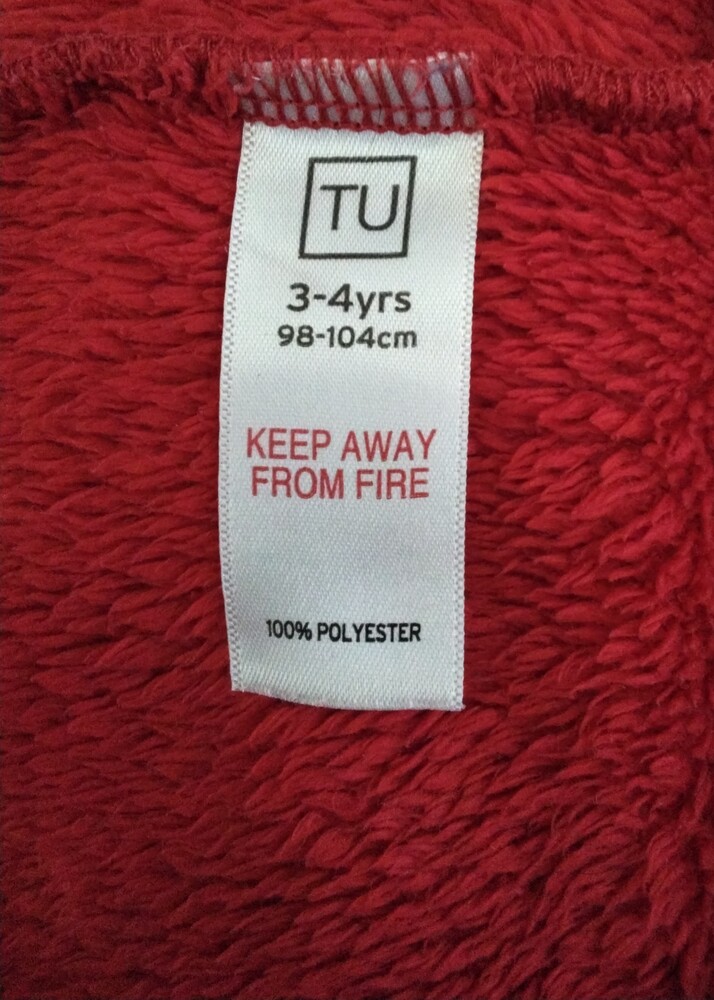 TU
3-4yrs
98-104cm
KEEP AWAY
FROM FIRE
100% POLYESTER